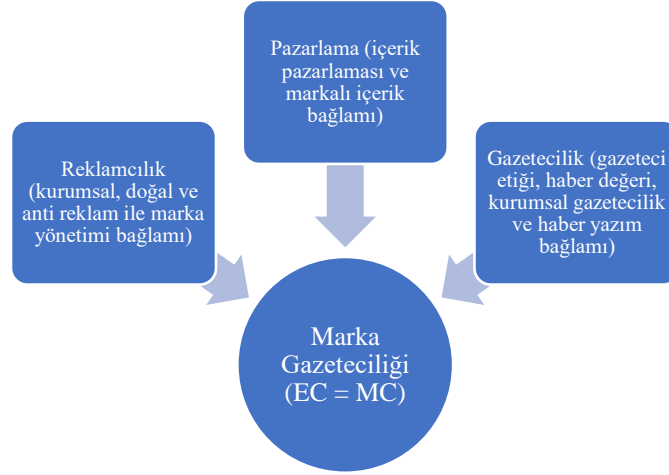 Pazarlama (içerik
pazarlaması ve
markalı içerik
bağlamı)
Reklamcılık
(kurumsal, doğal ve
anti reklam ile marka
yönetimi bağlamı)
Gazetecilik (gazeteci
etiği, haber değeri,
kurumsal gazetecilik
ve haber yazım
bağlamı)
Marka
Gazeteciliği
(EC = MC)